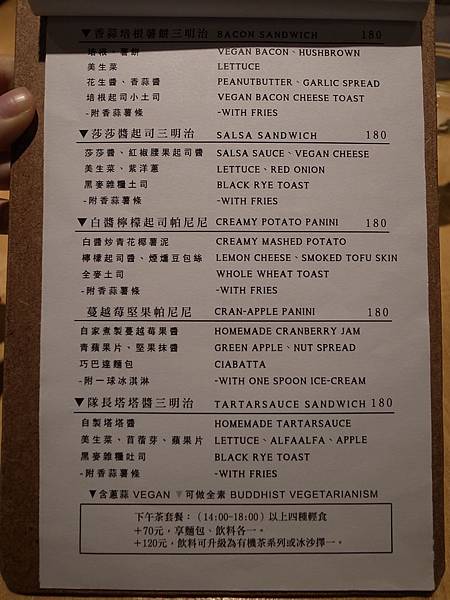 ▼香蒜培根薯餅三明治 BACON SANDWICH 180
培根、薯餅 VEGAN BACON、HUSHBROWN
美生菜 LETTUCE
花生醬、香蒜醬 PEANUTBUTTER、GARLIC SPREAD
培根起司小土司 VEGAN BACON CHEESE TOAST
-附香蒜薯條 -WITH FRIES
▼莎莎醬起司三明治 SALSA SANDWICH 180
莎莎醬、紅椒腰果起司醬 SALSA SAUCE、VEGAN CHEESE
美生菜、紫洋蔥 LETTUCE、RED ONION
黑麥雜糧土司 BLACK RYE TOAST
-附香蒜薯條 -WITH FRIES
▼白醬檸檬起司帕尼尼 CREAMY POTATO PANINI 180
白醬炒青花椰薯泥 CREAMY MASHED POTATO
檸檬起司醬、煙燻豆包絲 LEMON CHEESE、SMOKED TOFU SKIN
全麥土司 WHOLE WHEAT TOAST
-附香蒜薯條 -WITH FRIES
蔓越莓堅果帕尼尼 CRAN-APPLE PANINI 180
自家煮製蔓越莓果醬 HOMEMADE CRANBERRY JAM
青蘋果片、堅果抹醬 GREEN APPLE、NUT SPREAD
巧巴達麵包 CIABATTA
-附一球冰淇淋 -WITH ONE SPOON ICE-CREAM
▼隊長塔塔醬三明治 TARTARSAUCE SANDWICH 180
自製塔塔醬 HOMEMADE TARTARSAUCE
美生菜、苜蓿芽、蘋果片 LETTUCE、ALFAALFA、APPLE
黑麥雜糧吐司 BLACK RYE TOAST
-附香蒜薯條 -WITH FRIES
▼含蔥蒜 VEGAN ▼可做全素 BUDDHIST VEGETARIANISM
下午茶套餐：(14:00-18:00)以上四種輕食
＋70元，享麵包、飲料各一。
＋120元，飲料可升級為有機茶系列或冰沙擇一。